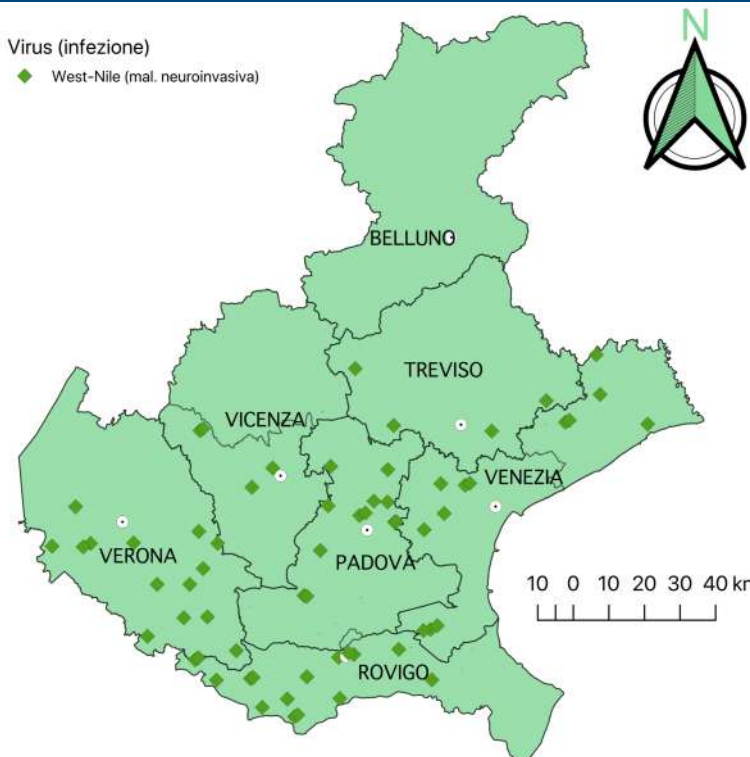 N
Virus (infezione)
West-Nile (mal. neuroinvasiva)
BELLUNO
TREVISO
VICENZA
VENEZIA
VERONA
PADOVA
10 0 10 20 30 40 km
ROVIGO